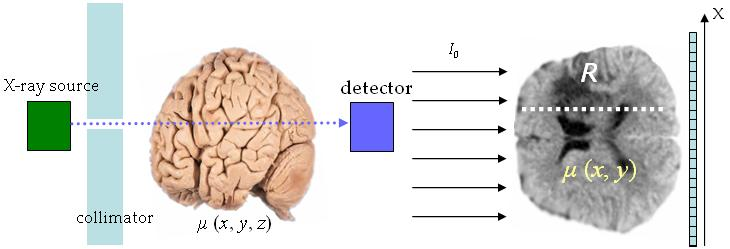 X-ray source
collimator
μ (x, y, z)
detector
I₀
R
μ (x, y)
X